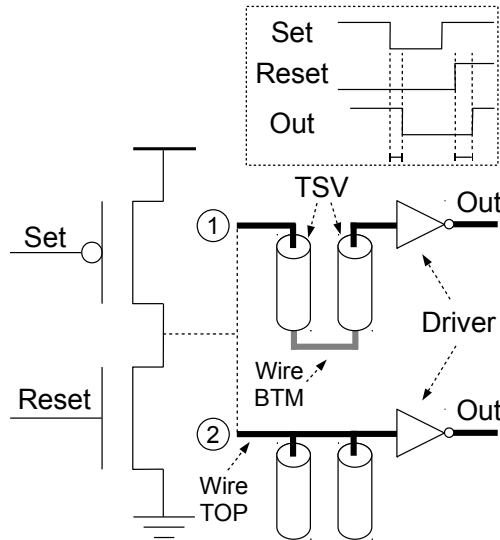 Set
Reset
Out
TSV
Out
1
Set
Driver
Wire
BTM
Reset
Out
2
Wire
TOP